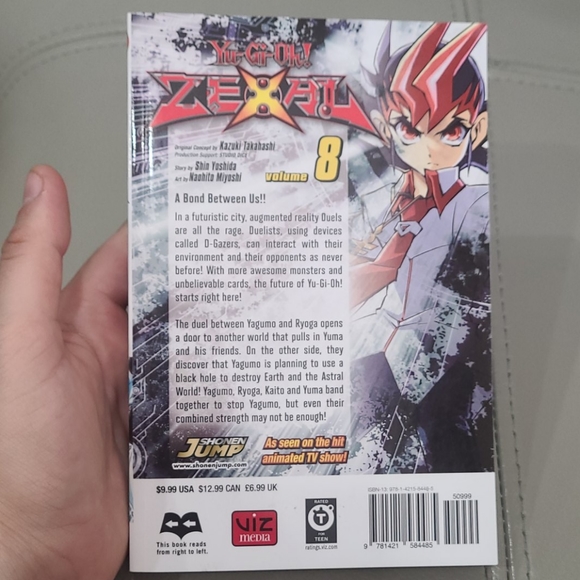 Yu-Gi-Oh!
ZEXAL
Original Concept by Kazuki Takahashi
Production Support: STUDIO DICE
Story by Shin Yoshida
Art by Naohito Miyoshi
volume 8
A Bond Between Us!!
In a futuristic city, augmented reality Duels
are all the rage. Duelists, using devices
called D-Gazers, can interact with their
environment and their opponents as never
before! With more awesome monsters and
unbelievable cards, the future of Yu-Gi-Oh!
starts right here!
The duel between Yagumo and Ryoga opens
a door to another world that pulls in Yuma
and his friends. On the other side, they
discover that Yagumo is planning to use a
black hole to destroy Earth and the Astral
World! Yagumo, Ryoga, Kaito and Yuma band
together to stop Yagumo, but even their
combined strength may not be enough!
SHONEN
JUMP
www.shonenjump.com
As seen on the hit
animated TV show!
$9.99 USA $12.99 CAN £6.99 UK
ISBN-13: 978-1-4215-8448-5
50999
9 781421 584485
This book reads
from right to left.
VIZ
media
RATED
T
FOR
TEEN
ratings.viz.com